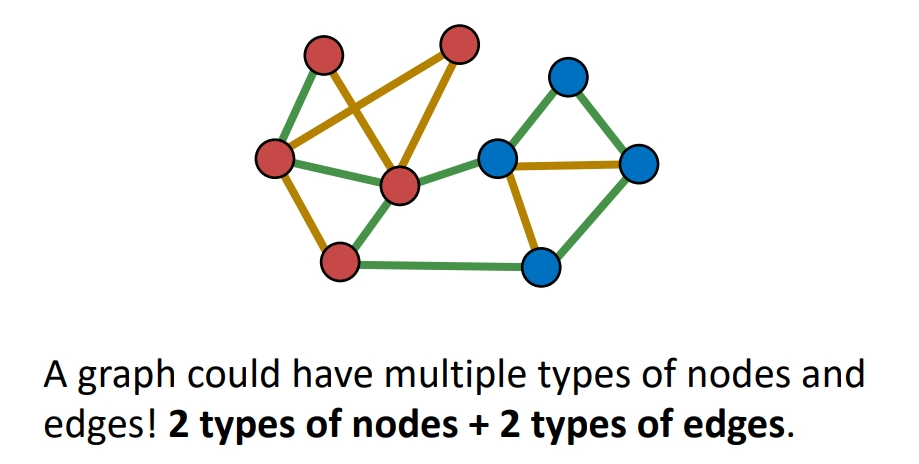 A graph could have multiple types of nodes and
edges! 2 types of nodes + 2 types of edges.